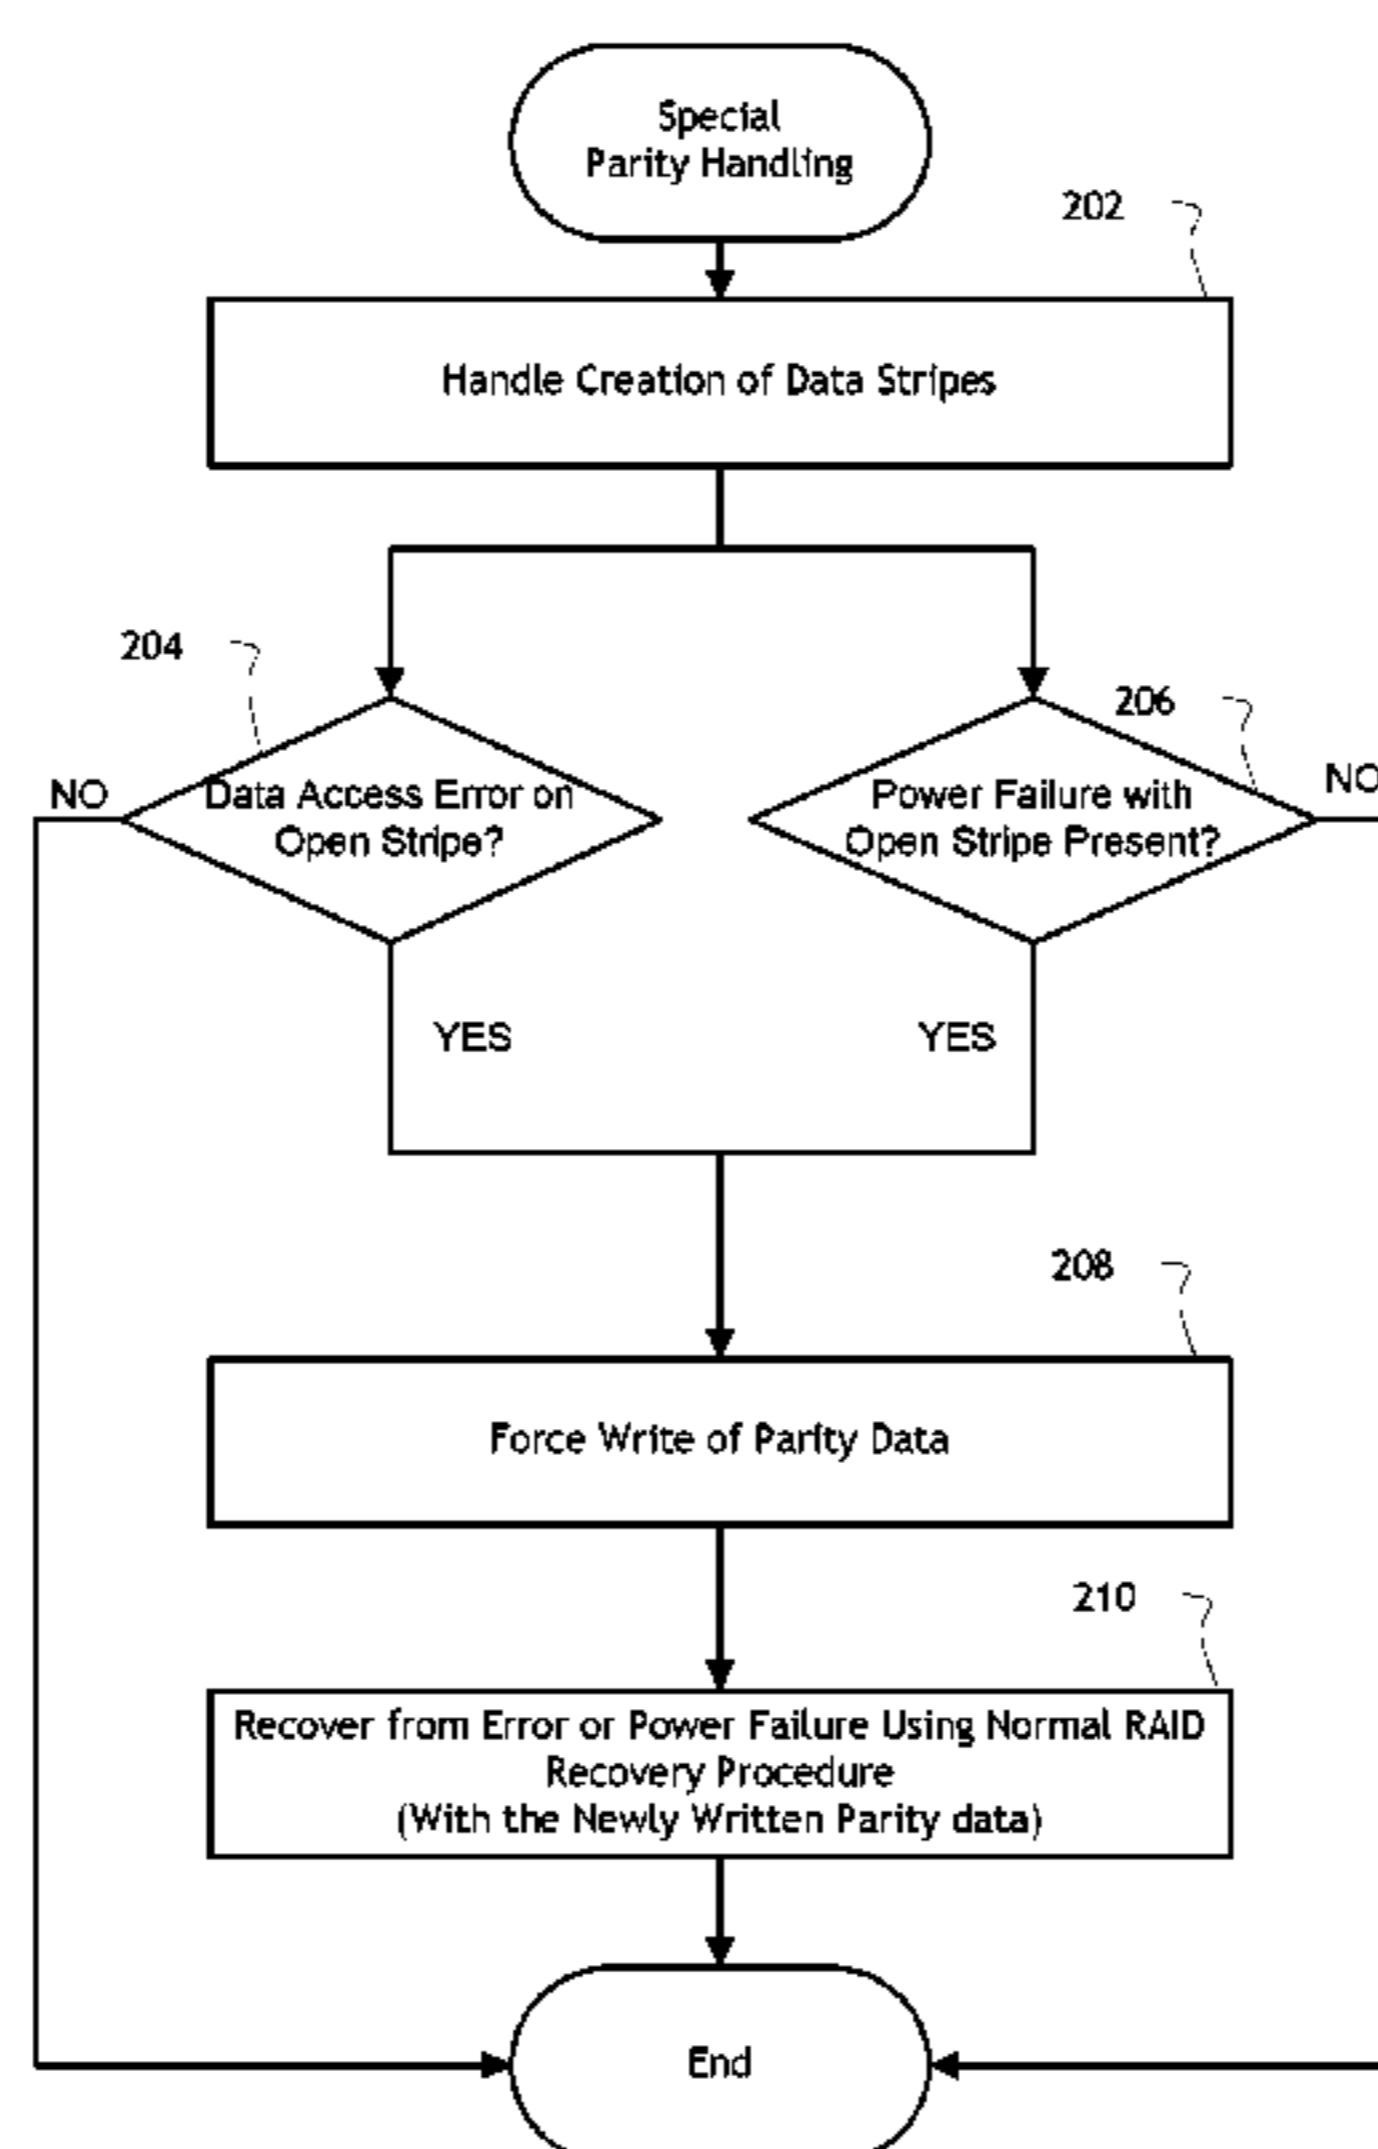 Special
Parity Handling
202
Handle Creation of Data Stripes
204
206
NO
Data Access Error on
Open Stripe?
Power Failure with
Open Stripe Present?
NO
YES
YES
208
Force Write of Parity Data
210
Recover from Error or Power Failure Using Normal RAID
Recovery Procedure
(With the Newly Written Parity data)
End